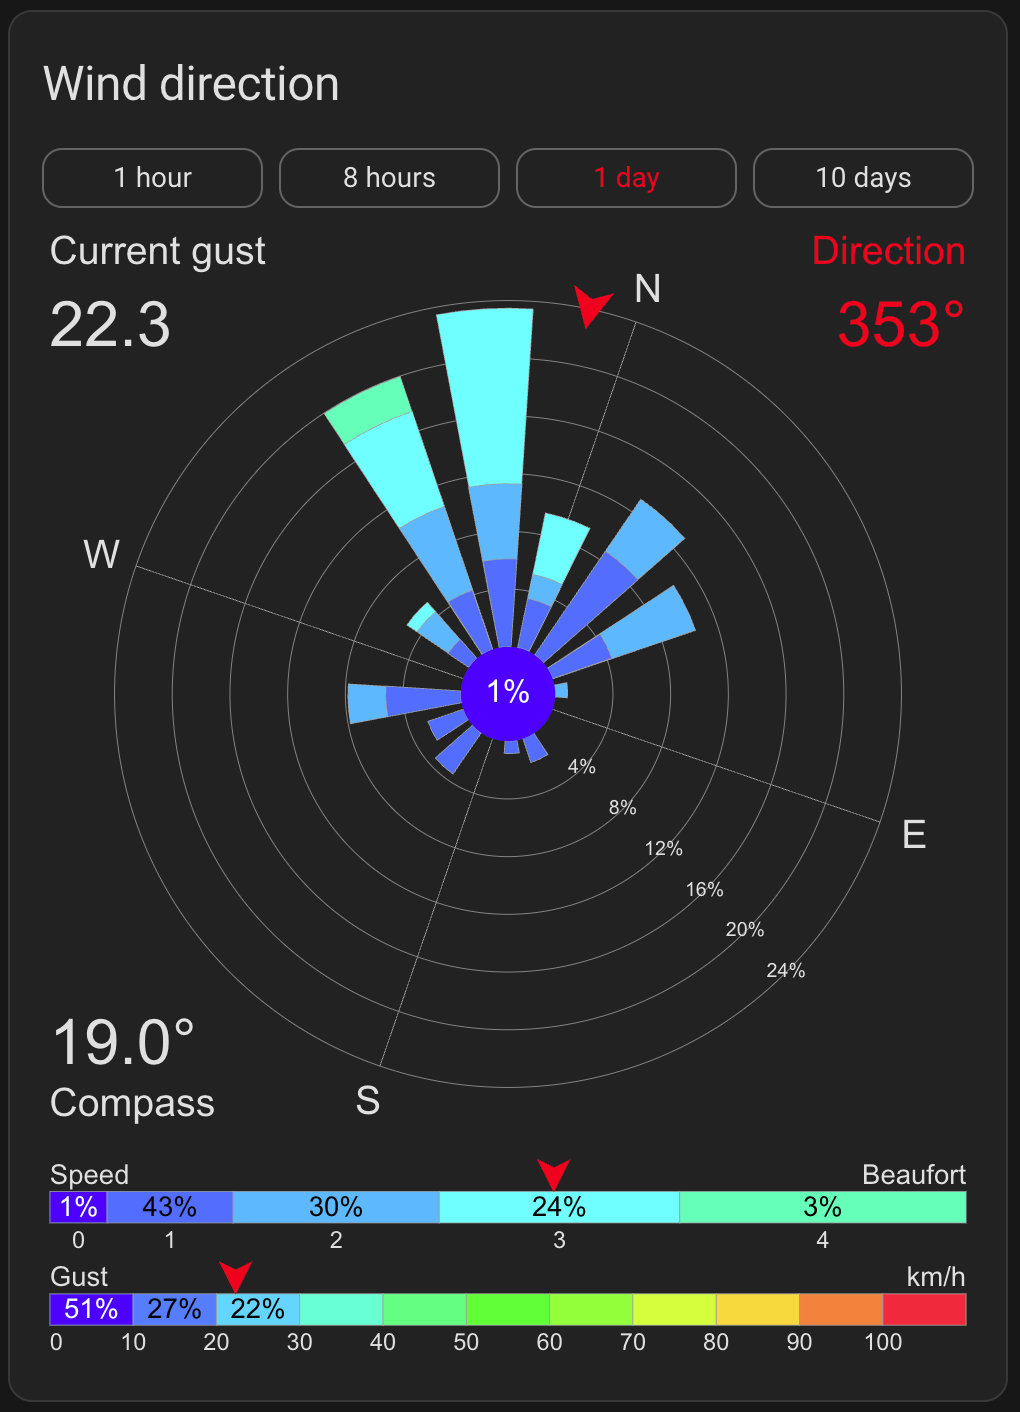 Wind direction
1 hour
8 hours
1 day
10 days
Current gust
Direction
22.3
353°
N
W
1%
4%
8%
E
12%
16%
20%
24%
19.0°
Compass
S
Speed
Beaufort
1% 43% 30% 24% 3%
0 1 2 3 4
Gust
km/h
51% 27% 22%
0 10 20 30 40 50 60 70 80 90 100